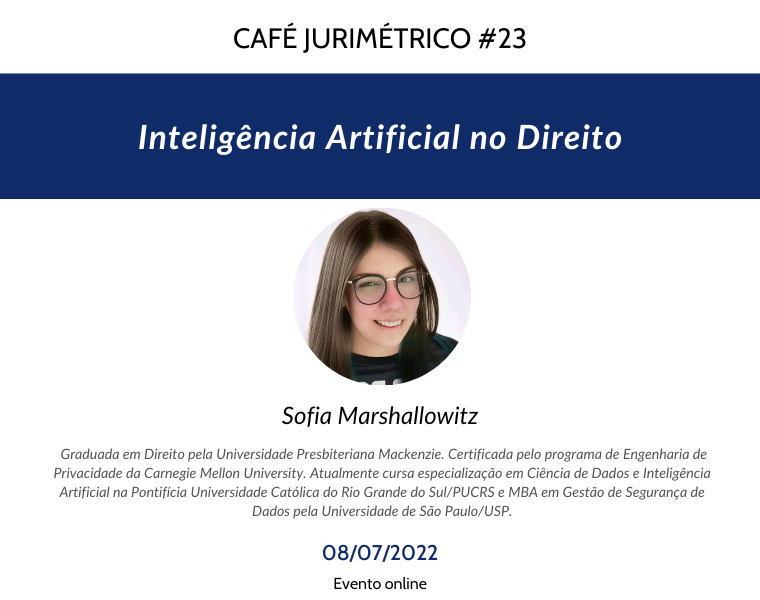 CAFÉ JURIMÉTRICO #23
Inteligência Artificial no Direito
Sofia Marshallowitz
Graduada em Direito pela Universidade Presbiteriana Mackenzie. Certificada pelo programa de Engenharia de
Privacidade da Carnegie Mellon University. Atualmente cursa especialização em Ciência de Dados e Inteligência
Artificial na Pontifícia Universidade Católica do Rio Grande do Sul/PUCRS e MBA em Gestão de Segurança de
Dados pela Universidade de São Paulo/USP.
08/07/2022
Evento online